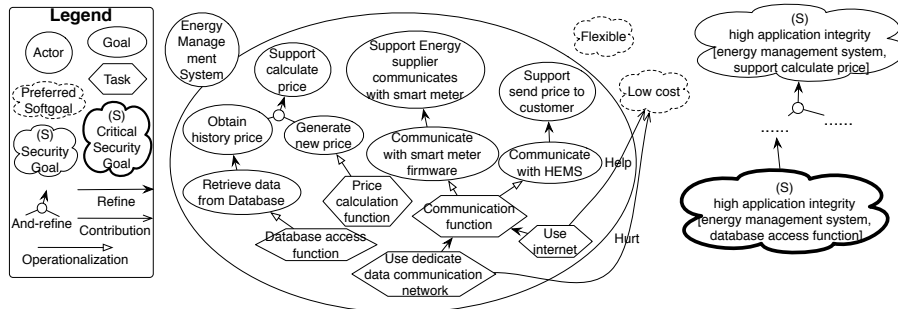 Legend
Actor
Goal
Preferred
Softgoal
Task
(S)
Security
Goal
(S)
Critical
Security
Goal
And-refine
Refine
Contribution
Operationalization
Energy
Manage
ment
System
Support
calculate
price
Obtain
history price
Generate
new price
Retrieve data
from Database
Price
calculation
function
Database access
function
Support Energy
supplier
communicates
with smart meter
Support
send price to
customer
Communicate
with smart meter
firmware
Communicate
with HEMS
Communication
function
Use
internet
Use dedicate
data communication
network
Flexible
Low cost
Help
Hurt
(S)
high application integrity
[energy management system,
support calculate price]
......
......
(S)
high application integrity
[energy management system,
database access function]